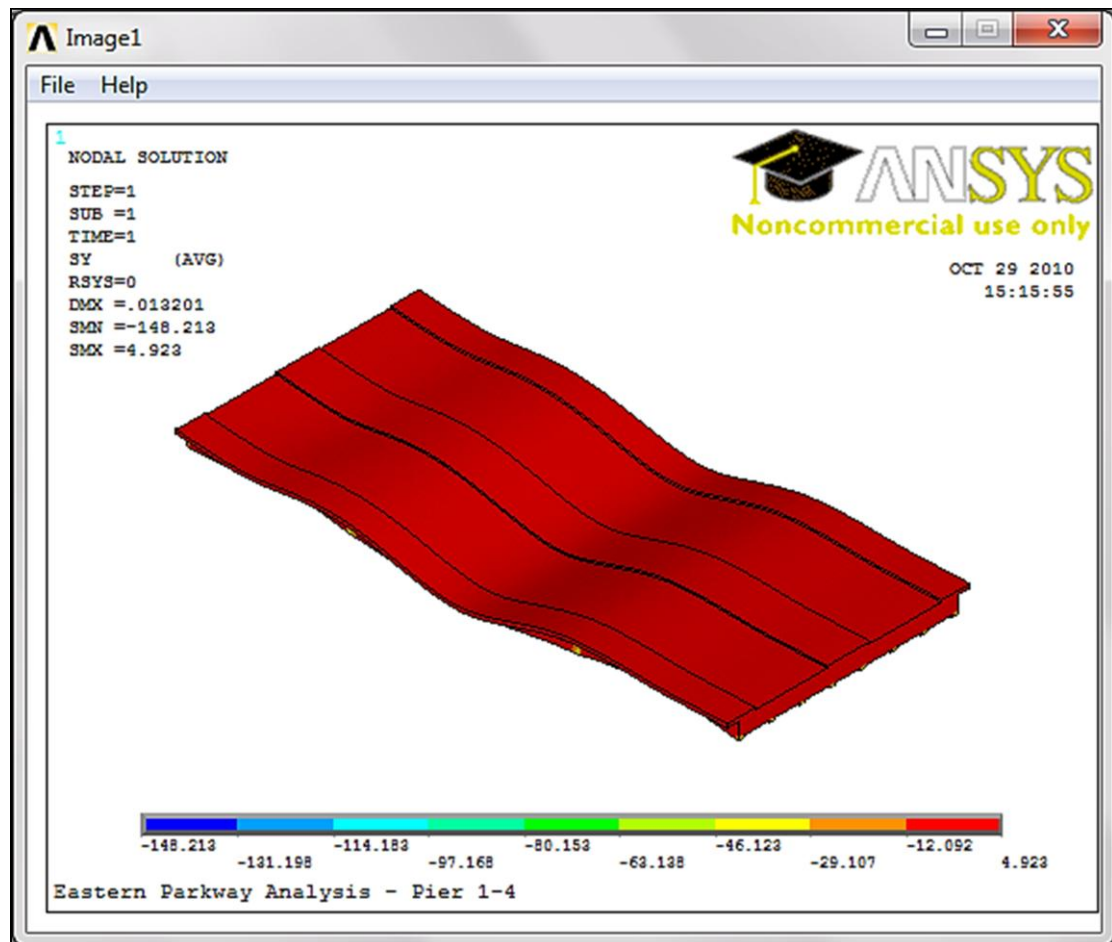 Image1
File Help
1
NODAL SOLUTION
STEP=1
SUB =1
TIME=1
SY (AVG)
RSYS=0
DMX =.013201
SMN =-148.213
SMX =4.923
ANSYS
Noncommercial use only
OCT 29 2010
15:15:55
-148.213 -114.183 -80.153 -46.123 -12.092
-131.198 -97.168 -63.138 -29.107 4.923
Eastern Parkway Analysis - Pier 1-4